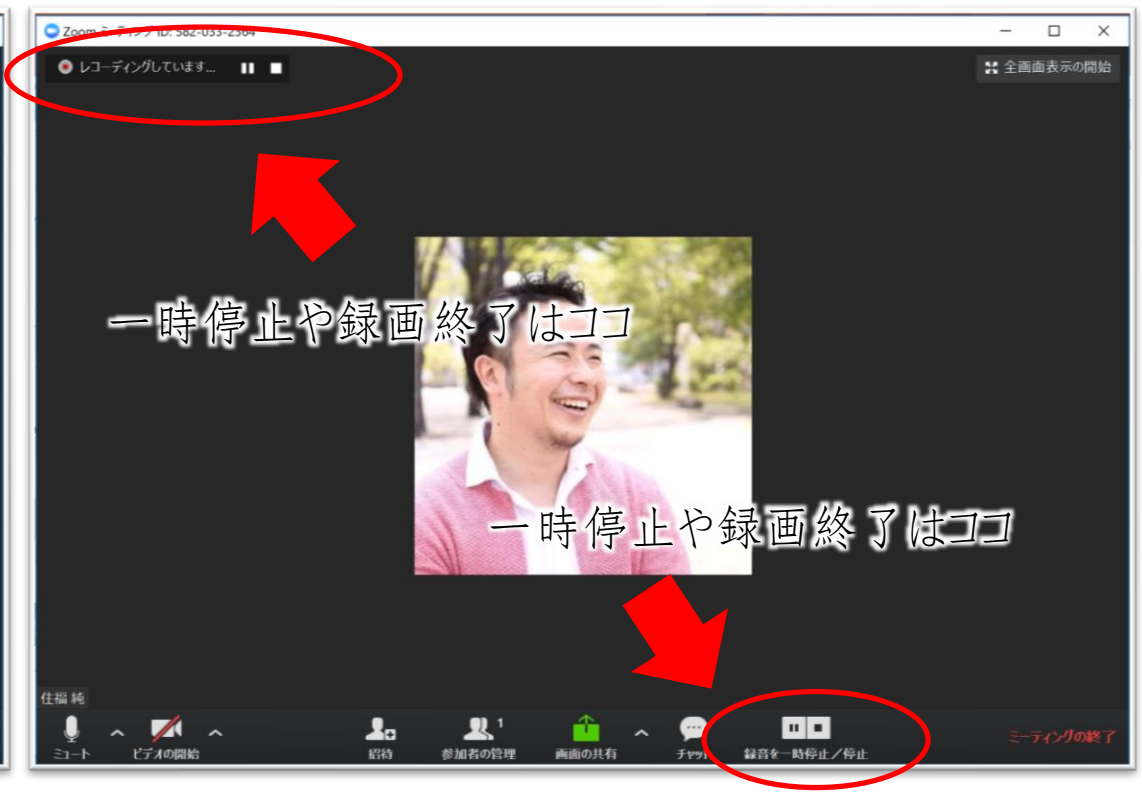 Zoom ミーティング ID: 582-033-2364
レコーディングしています...
全画面表示の開始
一時停止や録画終了はココ
一時停止や録画終了はココ
住福 純
ミュート
ビデオの開始
招待
参加者の管理
1
画面の共有
チャット
録音を一時停止/停止
ミーティングの終了